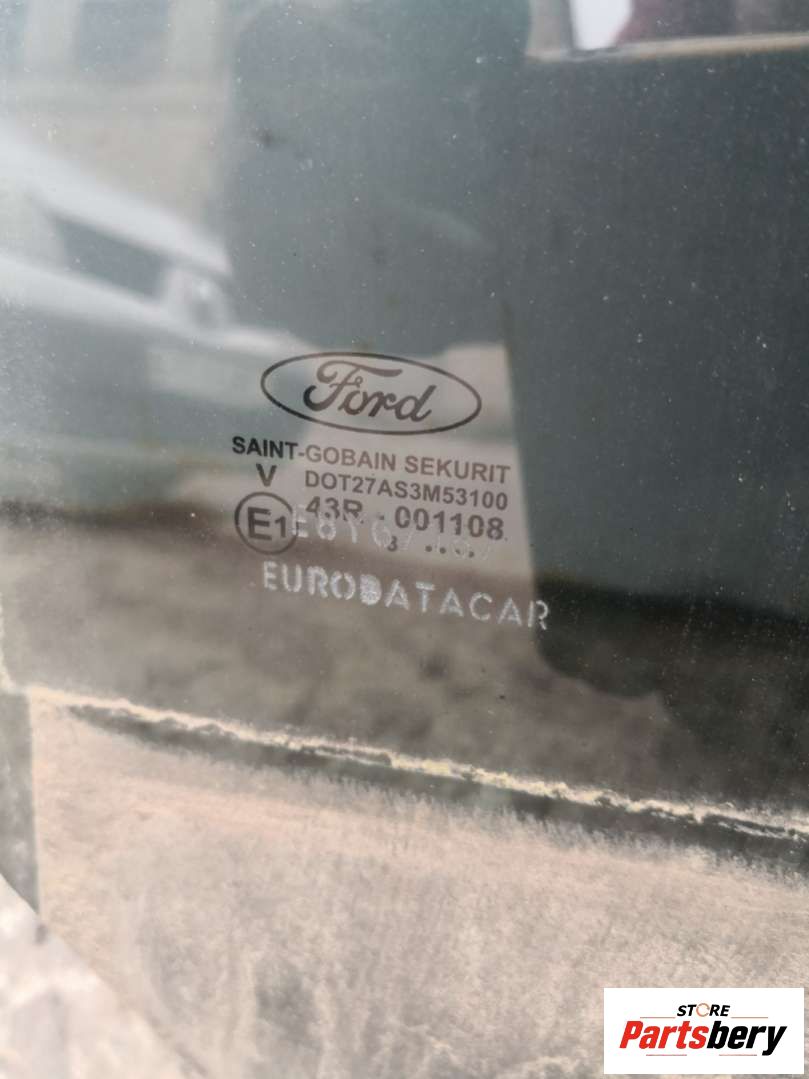 Ford
SAINT-GOBAIN SEKURIT
V DOT27AS3M53100
E1 43R - 001108
EURODATACAR
STORE
Partsbery